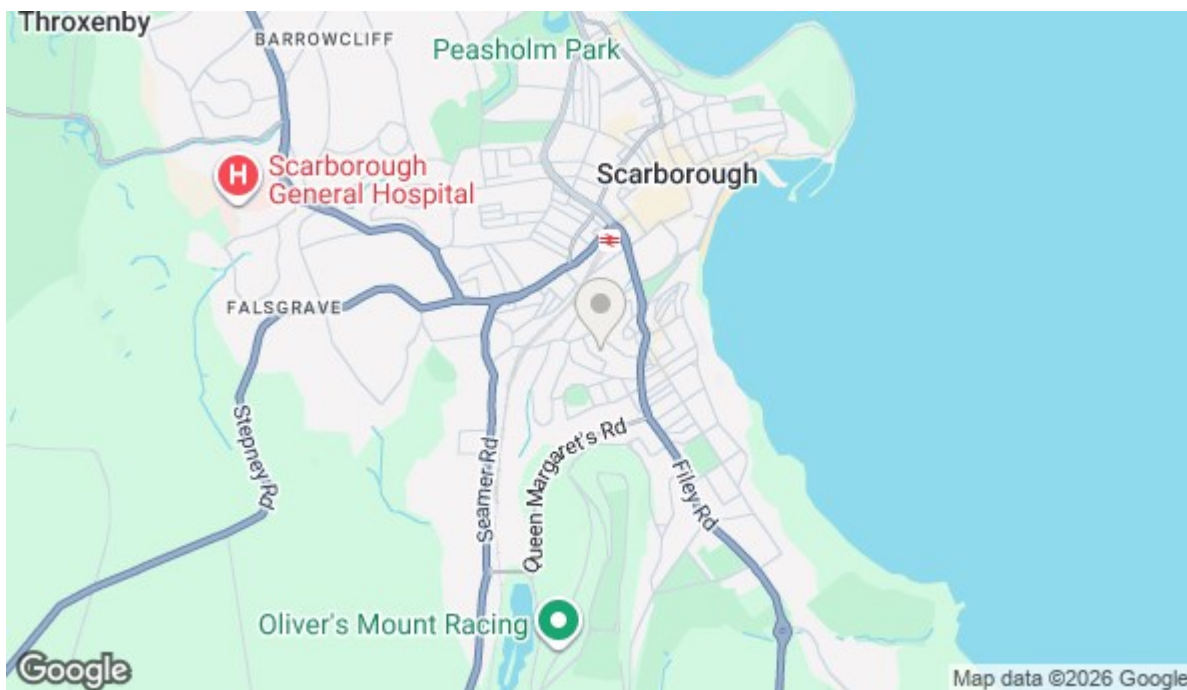 Throxenby
BARROWCLIFF
Peasholm Park
Scarborough
H
Scarborough
General Hospital
FALSGRAVE
Stepney Rd
Seamer Rd
Queen Margaret's Rd
Filey Rd
Oliver's Mount Racing
Google
Map data ©2026 Google